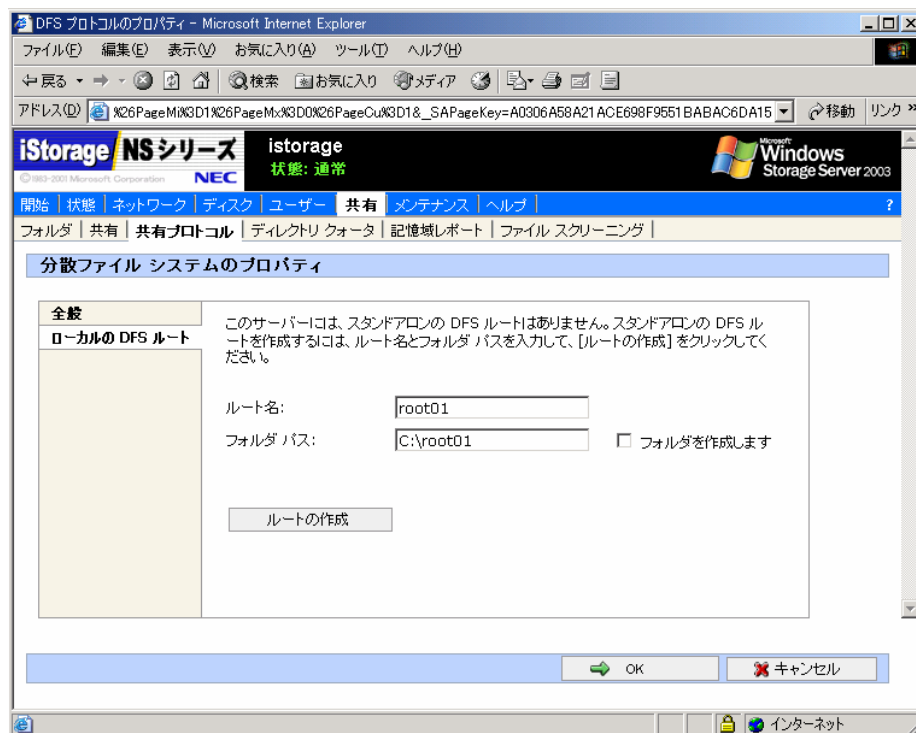 DFS プロトコルのプロパティ - Microsoft Internet Explorer
ファイル(F) 編集(E) 表示(V) お気に入り(A) ツール(T) ヘルプ(H)
戻る 検索 お気に入り メディア
アドレス(D) %26PageMi%3D1%26PageMx%3D0%26PageCu%3D1&_SAPageKey=A0306A58A21ACE698F9551BABAC6DA15 移動 リンク »
iStorage NSシリーズ
©1983-2001 Microsoft Corporation NEC
istorage
状態: 通常
Microsoft
Windows
Storage Server 2003
開始 | 状態 | ネットワーク | ディスク | ユーザー | 共有 | メンテナンス | ヘルプ | ?
フォルダ | 共有 | 共有プロトコル | ディレクトリ クォータ | 記憶域レポート | ファイル スクリーニング |
分散ファイル システムのプロパティ
全般
ローカルの DFS ルート
このサーバーには、スタンドアロンの DFS ルートはありません。スタンドアロンの DFS ル
ートを作成するには、ルート名とフォルダ パスを入力して、[ルートの作成] をクリックしてく
ださい。
ルート名: root01
フォルダ パス: C:\root01 フォルダを作成します
ルートの作成
OK キャンセル
インターネット